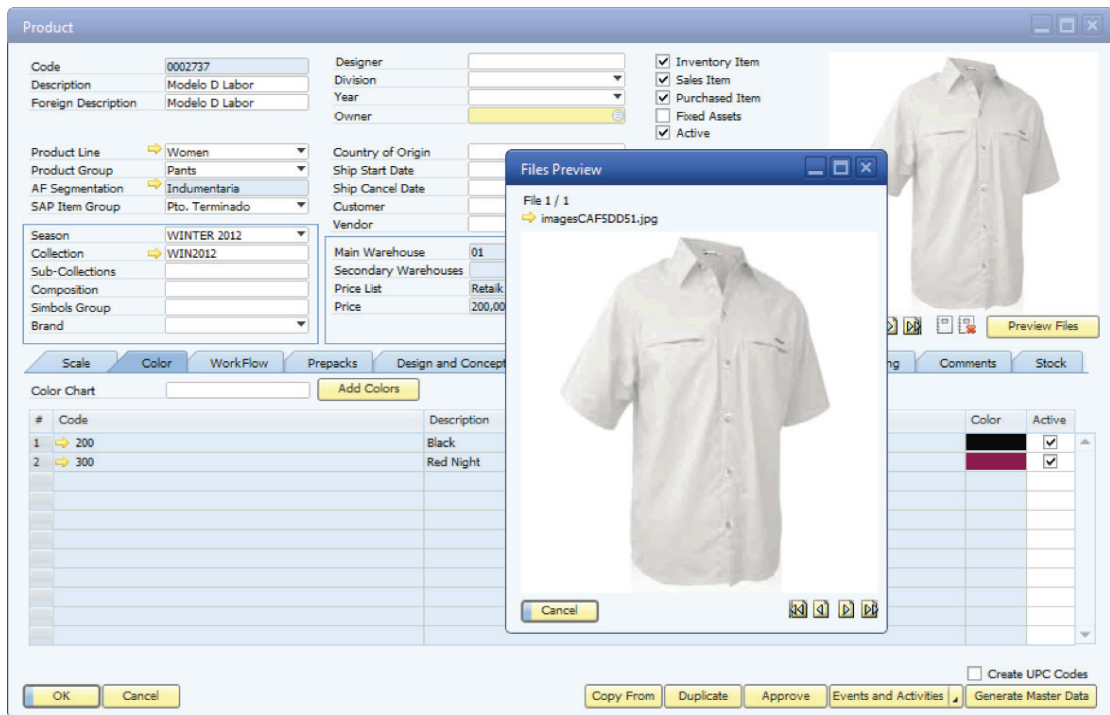 Product
Code 0002737
Description Modelo D Labor
Foreign Description Modelo D Labor
Product Line Women
Product Group Pants
AF Segmentation Indumentaria
SAP Item Group Pto. Terminado
Season WINTER 2012
Collection WIN2012
Sub-Collections
Composition
Simbols Group
Brand
Designer
Division
Year
Owner
Country of Origin
Ship Start Date
Ship Cancel Date
Customer
Vendor
Main Warehouse 01
Secondary Warehouses
Price List Retaik
Price 200,00
Inventory Item
Sales Item
Purchased Item
Fixed Assets
Active
Preview Files
Files Preview
File 1 / 1
imagesCAF5DD51.jpg
Cancel
Scale Color WorkFlow Prepacks Design and Concept ng Comments Stock
Color Chart Add Colors
# Code Description Color Active
1 200 Black
2 300 Red Night
Create UPC Codes
OK Cancel Copy From Duplicate Approve Events and Activities Generate Master Data